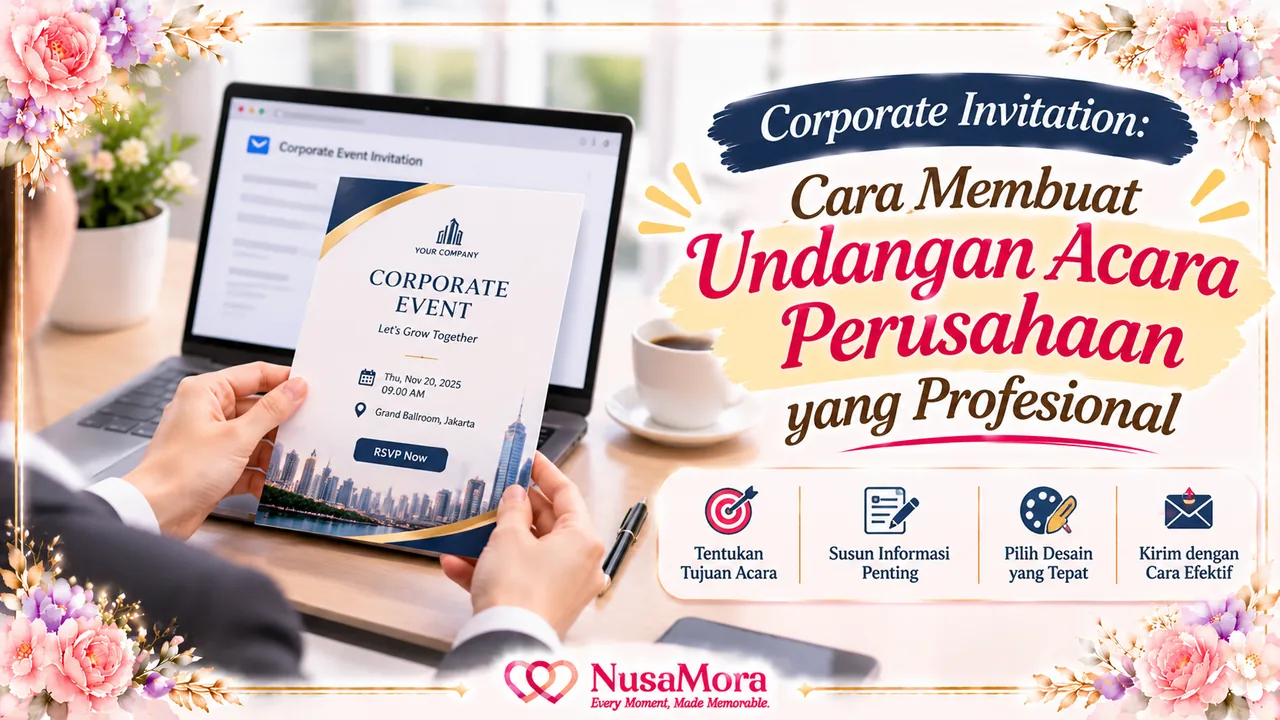 Corporate Event Invitation
YOUR COMPANY
CORPORATE
EVENT
Let's Grow Together
Thu, Nov 20, 2025
09.00 AM
Grand Ballroom, Jakarta
RSVP Now
Corporate Invitation:
Cara Membuat
Undangan Acara
Perusahaan
yang Profesional
Tentukan
Tujuan Acara
Susun Informasi
Penting
Pilih Desain
yang Tepat
Kirim dengan
Cara Efektif
NusaMora
Every Moment, Made Memorable.